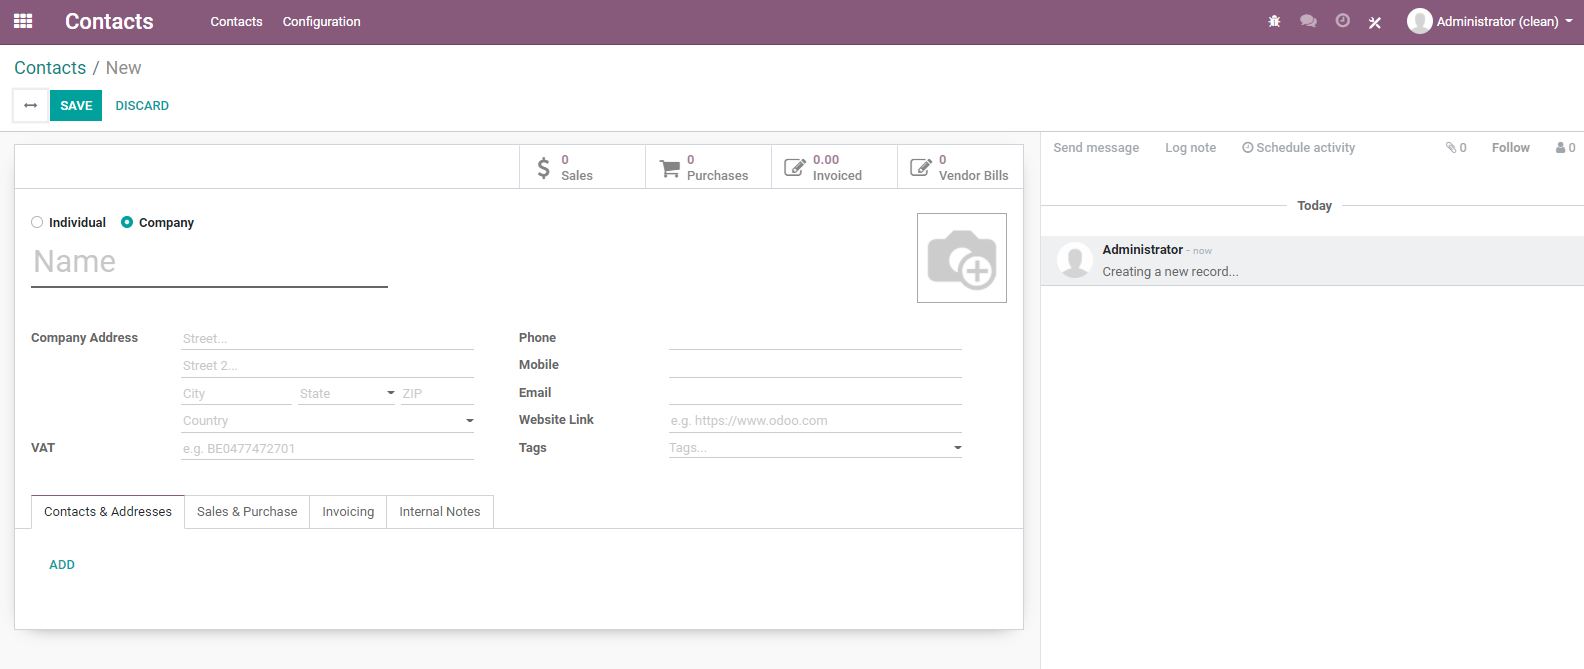 Contacts Contacts Configuration Administrator (clean)
Contacts / New
SAVE DISCARD
Send message Log note Schedule activity 0 Follow 0
0 Sales
0 Purchases
0.00 Invoiced
0 Vendor Bills
Today
Individual Company
Name
Administrator - now
Creating a new record...
Company Address Street...
Street 2...
City State ZIP
Country
VAT e.g. BE0477472701
Phone
Mobile
Email
Website Link e.g. https://www.odoo.com
Tags Tags...
Contacts & Addresses Sales & Purchase Invoicing Internal Notes
ADD